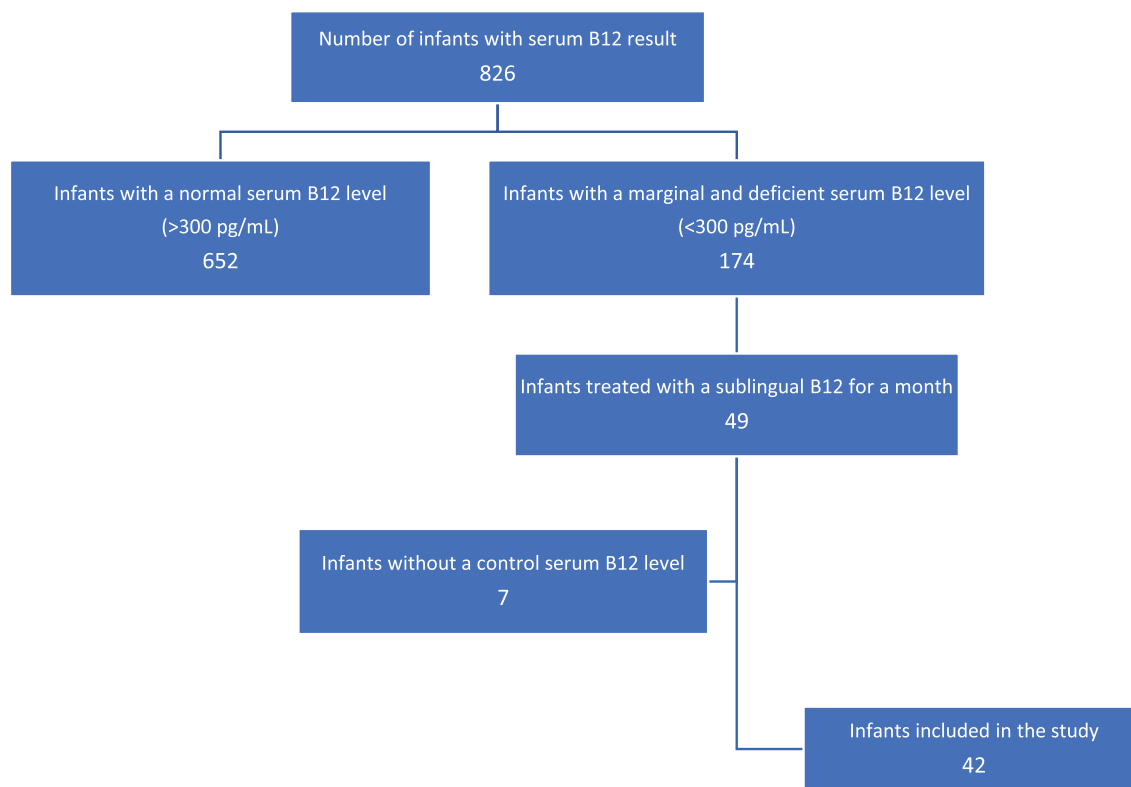 Number of infants with serum B12 result
826
Infants with a normal serum B12 level
(>300 pg/mL)
652
Infants with a marginal and deficient serum B12 level
(<300 pg/mL)
174
Infants treated with a sublingual B12 for a month
49
Infants without a control serum B12 level
7
Infants included in the study
42